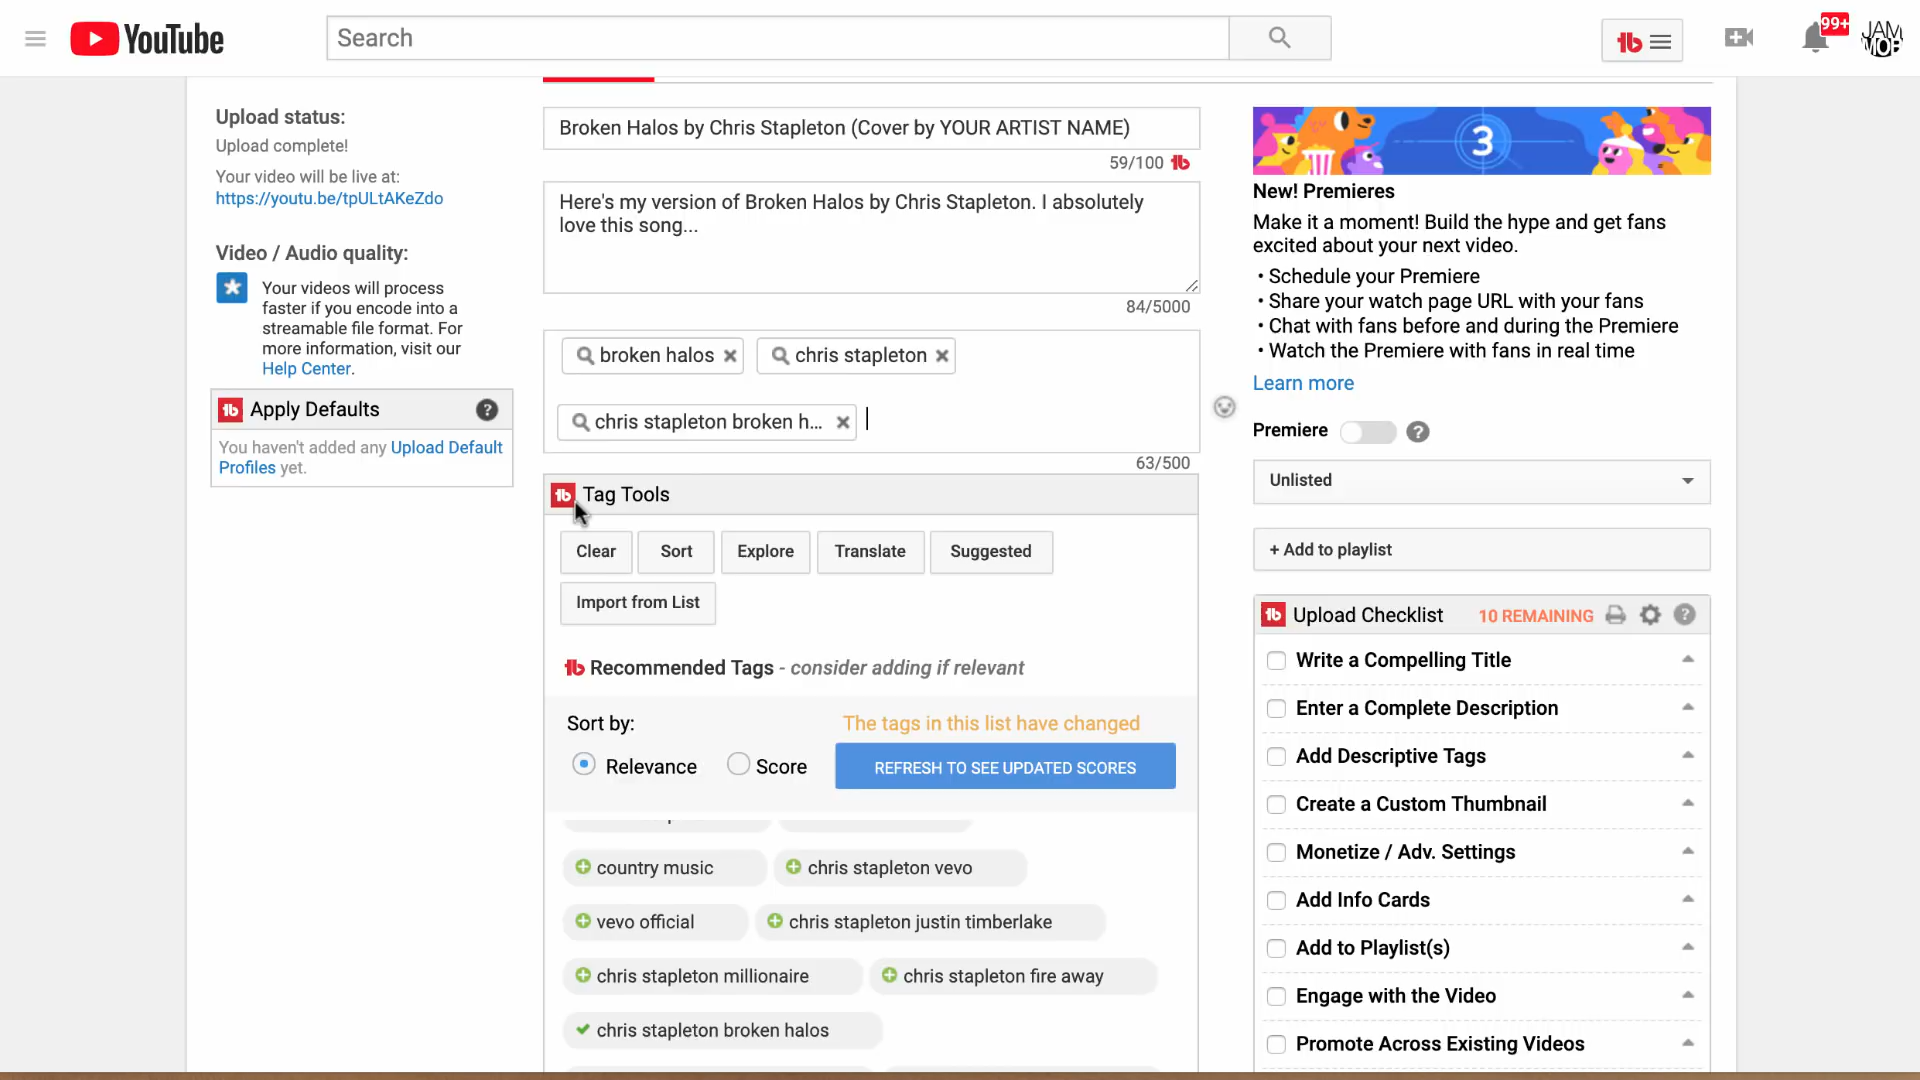 YouTube
Search
99+
JAM
MOB
Upload status:
Upload complete!
Your video will be live at:
https://youtu.be/tpULtAKeZdo
Video / Audio quality:
Your videos will process
faster if you encode into a
streamable file format. For
more information, visit our
Help Center.
Apply Defaults ?
You haven't added any Upload Default
Profiles yet.
Broken Halos by Chris Stapleton (Cover by YOUR ARTIST NAME)
59/100
Here's my version of Broken Halos by Chris Stapleton. I absolutely
love this song...
84/5000
broken halos
chris stapleton
chris stapleton broken h...
63/500
Tag Tools
Clear
Sort
Explore
Translate
Suggested
Import from List
Recommended Tags - consider adding if relevant
Sort by:
The tags in this list have changed
Relevance
Score
REFRESH TO SEE UPDATED SCORES
country music
chris stapleton vevo
vevo official
chris stapleton justin timberlake
chris stapleton millionaire
chris stapleton fire away
chris stapleton broken halos
3
New! Premieres
Make it a moment! Build the hype and get fans
excited about your next video.
• Schedule your Premiere
• Share your watch page URL with your fans
• Chat with fans before and during the Premiere
• Watch the Premiere with fans in real time
Learn more
Premiere ?
Unlisted
+ Add to playlist
Upload Checklist 10 REMAINING ?
Write a Compelling Title
Enter a Complete Description
Add Descriptive Tags
Create a Custom Thumbnail
Monetize / Adv. Settings
Add Info Cards
Add to Playlist(s)
Engage with the Video
Promote Across Existing Videos